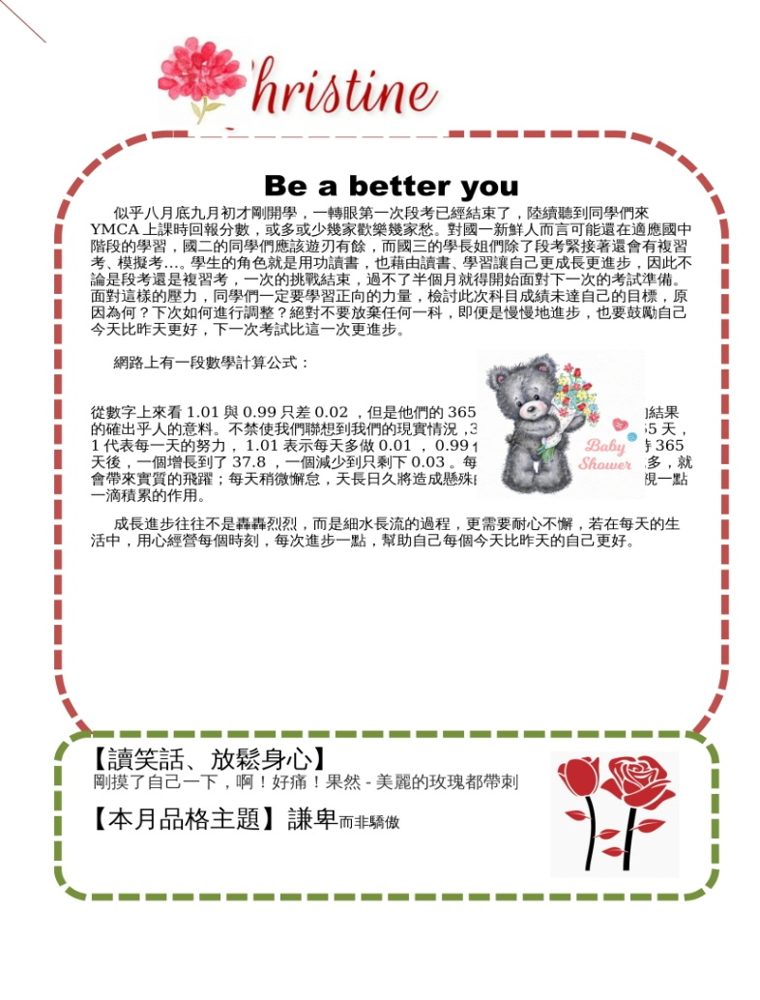 hristine
Be a better you
似乎八月底九月初才剛開學，一轉眼第一次段考已經結束了，陸續聽到同學們來
YMCA 上課時回報分數，或多或少幾家歡樂幾家愁。對國一新鮮人而言可能還在適應國中
階段的學習，國二的同學們應該遊刃有餘，而國三的學長姐們除了段考緊接著還會有複習
考、模擬考…。學生的角色就是用功讀書，也藉由讀書、學習讓自己更成長更進步，因此不
論是段考還是複習考，一次的挑戰結束，過不了半個月就得開始面對下一次的考試準備。
面對這樣的壓力，同學們一定要學習正向的力量，檢討此次科目成績未達自己的目標，原
因為何？下次如何進行調整？絕對不要放棄任何一科，即便是慢慢地進步，也要鼓勵自己
今天比昨天更好，下一次考試比這一次更進步。
網路上有一段數學計算公式：
從數字上來看 1.01 與 0.99 只差 0.02 ，但是他們的 365 結果
的確出乎人的意料。不禁使我們聯想到我們的現實情況， 天，
1 代表每一天的努力， 1.01 表示每天多做 0.01 ， 0.99 365
天後，一個增長到了 37.8 ，一個減少到只剩下 0.03 。每 多，就
會帶來實質的飛躍；每天稍微懈怠，天長日久將造成懸殊 視一點
一滴積累的作用。
Baby
Shower
成長進步往往不是轟轟烈烈，而是細水長流的過程，更需要耐心不懈，若在每天的生
活中，用心經營每個時刻，每次進步一點，幫助自己每個今天比昨天的自己更好。
【讀笑話、放鬆身心】
剛摸了自己一下，啊！好痛！果然 - 美麗的玫瑰都帶刺
【本月品格主題】謙卑而非驕傲